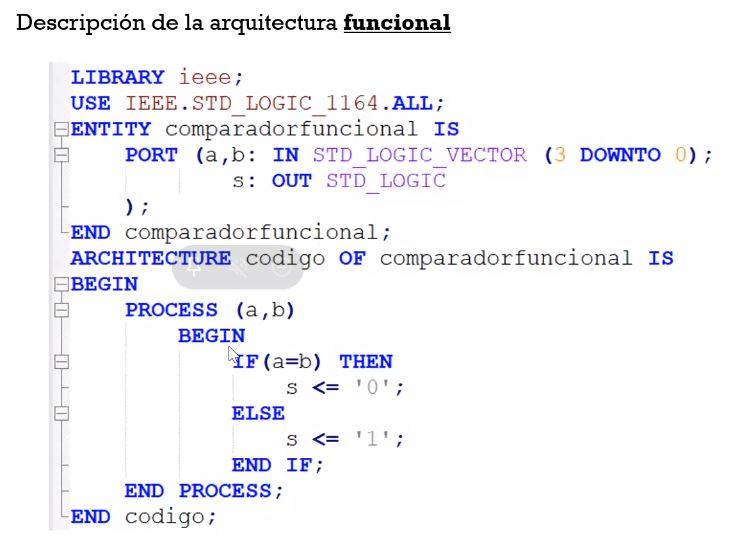 Descripción de la arquitectura funcional
LIBRARY ieee;
USE IEEE.STD_LOGIC_1164.ALL;
ENTITY comparadorfuncional IS
PORT (a,b: IN STD_LOGIC_VECTOR (3 DOWNTO 0);
s: OUT STD_LOGIC
);
END comparadorfuncional;
ARCHITECTURE codigo OF comparadorfuncional IS
BEGIN
PROCESS (a,b)
BEGIN
IF(a=b) THEN
s <= '0';
ELSE
s <= '1';
END IF;
END PROCESS;
END codigo;